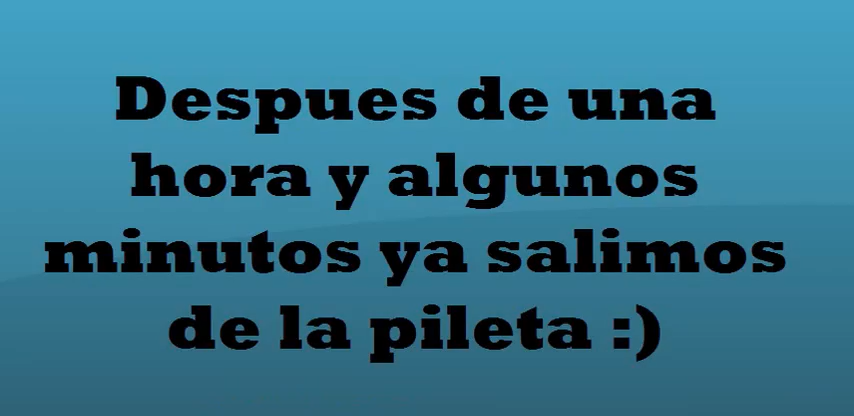 Despues de una
hora y algunos
minutos ya salimos
de la pileta :)